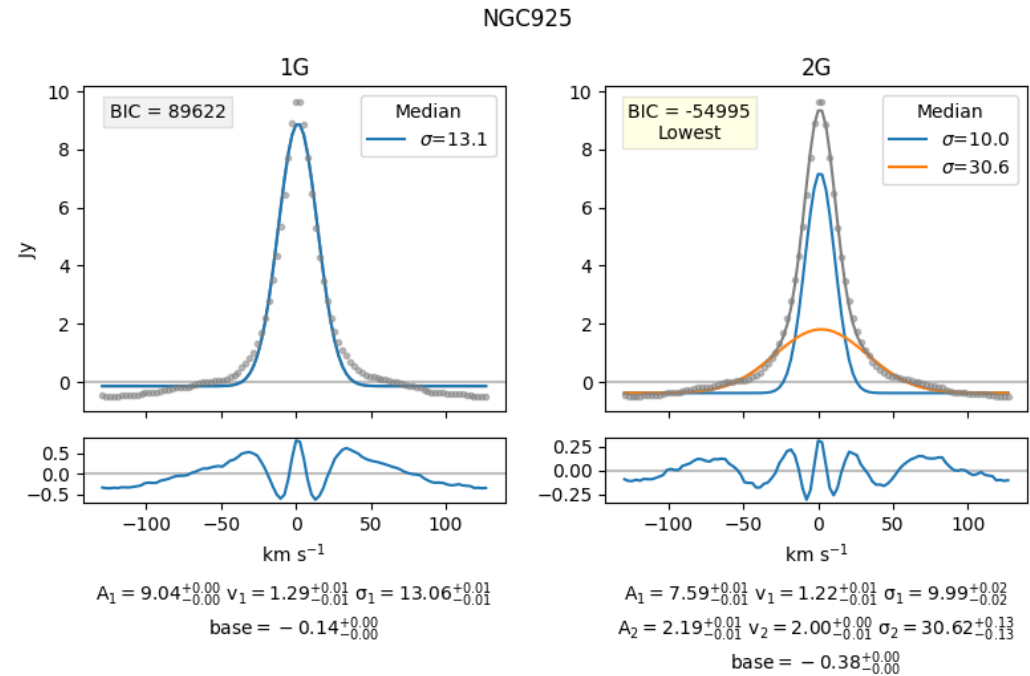 NGC925
1G
2G
BIC = 89622
Median
σ=13.1
BIC = -54995
Lowest
Median
σ=10.0
σ=30.6
Jy
10
8
6
4
2
0
10
8
6
4
2
0
0.5
0.0
−0.5
0.25
0.00
−0.25
−100 −50 0 50 100
−100 −50 0 50 100
km s⁻¹
km s⁻¹
A₁ = 9.04 +0.00 −0.00 v₁ = 1.29 +0.01 −0.01 σ₁ = 13.06 +0.01 −0.01
base = − 0.14 +0.00 −0.00
A₁ = 7.59 +0.01 −0.01 v₁ = 1.22 +0.01 −0.01 σ₁ = 9.99 +0.02 −0.02
A₂ = 2.19 +0.01 −0.01 v₂ = 2.00 +0.00 −0.01 σ₂ = 30.62 +0.13 −0.13
base = − 0.38 +0.00 −0.00